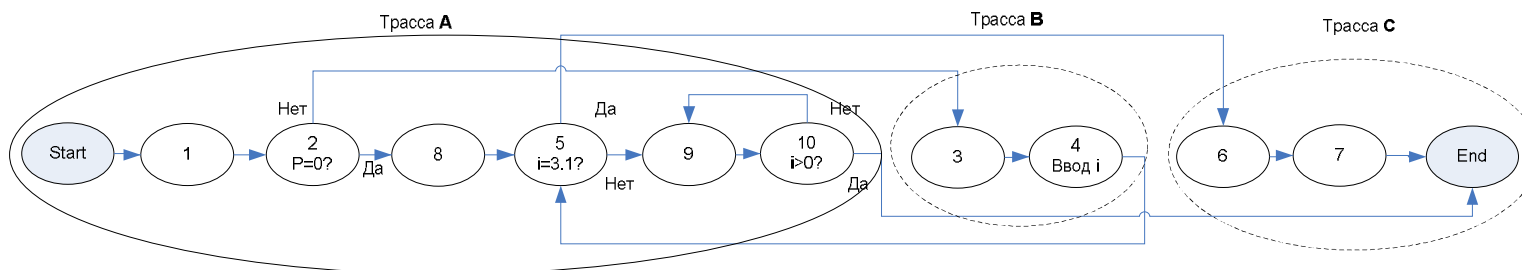 Трасса A
Трасса B
Трасса C
Нет
Да
Нет
Start
1
2
P=0?
Да
8
5
i=3.1?
Нет
9
10
i>0?
Да
3
4
Ввод i
6
7
End